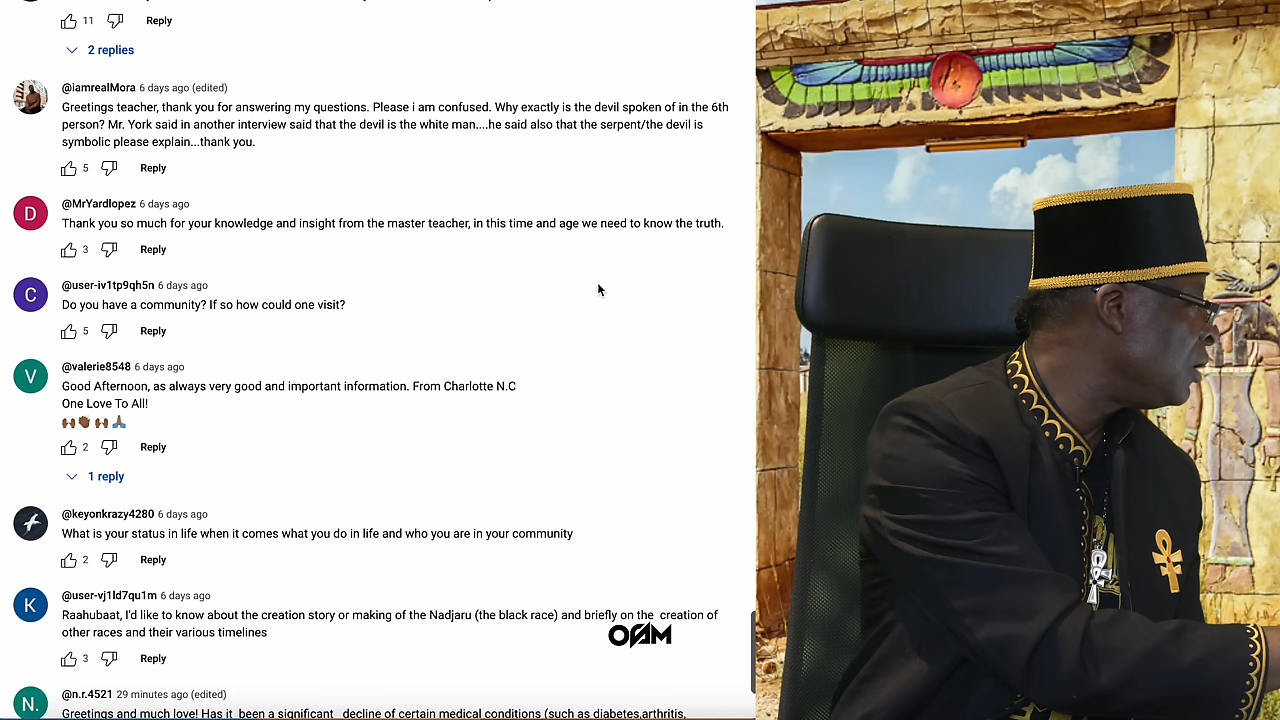 11 Reply
2 replies
@iamrealMora 6 days ago (edited)
Greetings teacher, thank you for answering my questions. Please i am confused. Why exactly is the devil spoken of in the 6th
person? Mr. York said in another interview said that the devil is the white man....he said also that the serpent/the devil is
symbolic please explain...thank you.
5 Reply
D
@MrYardlopez 6 days ago
Thank you so much for your knowledge and insight from the master teacher, in this time and age we need to know the truth.
3 Reply
C
@user-iv1tp9qh5n 6 days ago
Do you have a community? If so how could one visit?
5 Reply
V
@valerie8548 6 days ago
Good Afternoon, as always very good and important information. From Charlotte N.C
One Love To All!
2 Reply
1 reply
@keyonkrazy4280 6 days ago
What is your status in life when it comes what you do in life and who you are in your community
2 Reply
K
@user-vj1ld7qu1m 6 days ago
Raahubaat, I'd like to know about the creation story or making of the Nadjaru (the black race) and briefly on the creation of
other races and their various timelines
3 Reply
N.
@n.r.4521 29 minutes ago (edited)
Greetings and much love! Has it been a significant decline of certain medical conditions (such as diabetes,arthritis,